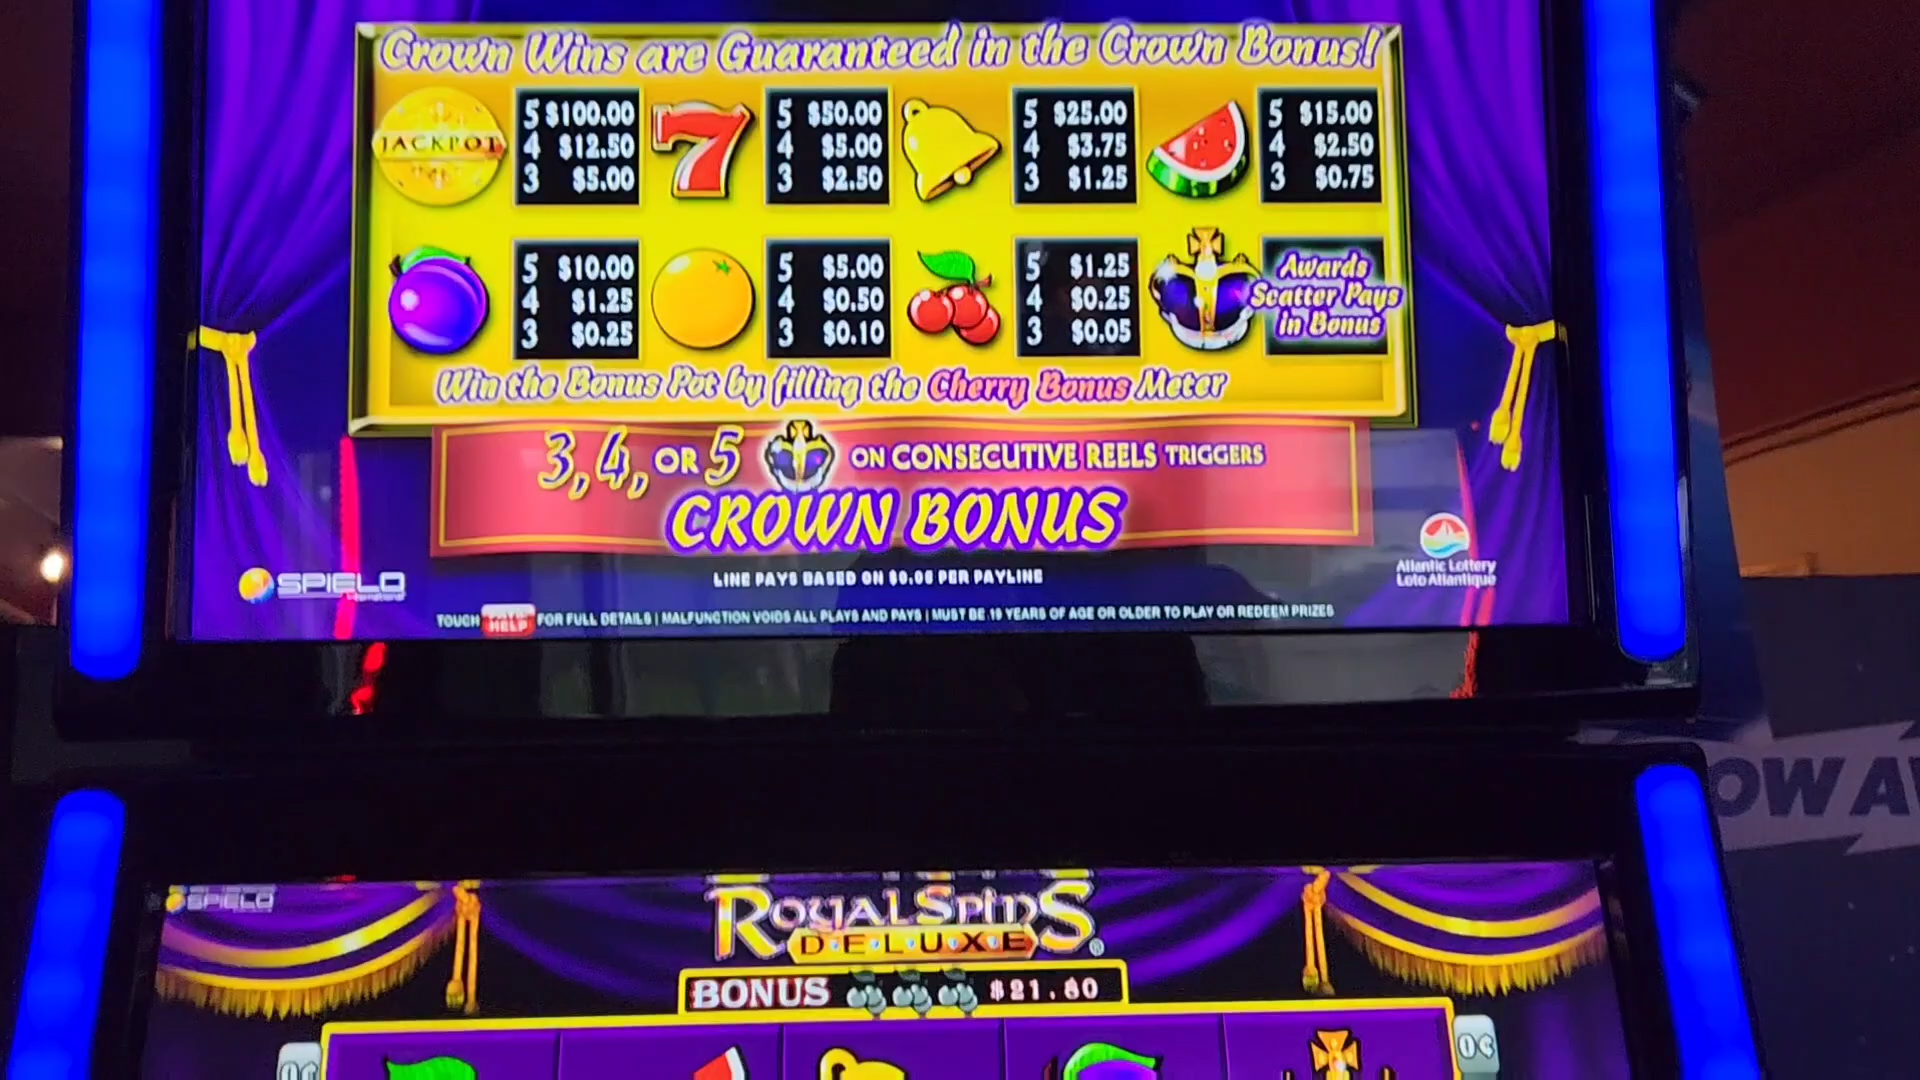 Crown Wins are Guaranteed in the Crown Bonus!
JACKPOT
5 $100.00
4 $12.50
3 $5.00
7
5 $50.00
4 $5.00
3 $2.50
5 $25.00
4 $3.75
3 $1.25
5 $15.00
4 $2.50
3 $0.75
5 $10.00
4 $1.25
3 $0.25
5 $5.00
4 $0.50
3 $0.10
5 $1.25
4 $0.25
3 $0.05
Awards
Scatter Pays
in Bonus
Win the Bonus Pot by filling the Cherry Bonus Meter
3, 4, OR 5 ON CONSECUTIVE REELS TRIGGERS
CROWN BONUS
SPIELO
International
Atlantic Lottery
Loto Atlantique
LINE PAYS BASED ON $0.05 PER PAYLINE
TOUCH HELP FOR FULL DETAILS | MALFUNCTION VOIDS ALL PLAYS AND PAYS | MUST BE 19 YEARS OF AGE OR OLDER TO PLAY OR REDEEM PRIZES
OW
SPIELO
ROYAL SPINS
DELUXE®
BONUS $21.60